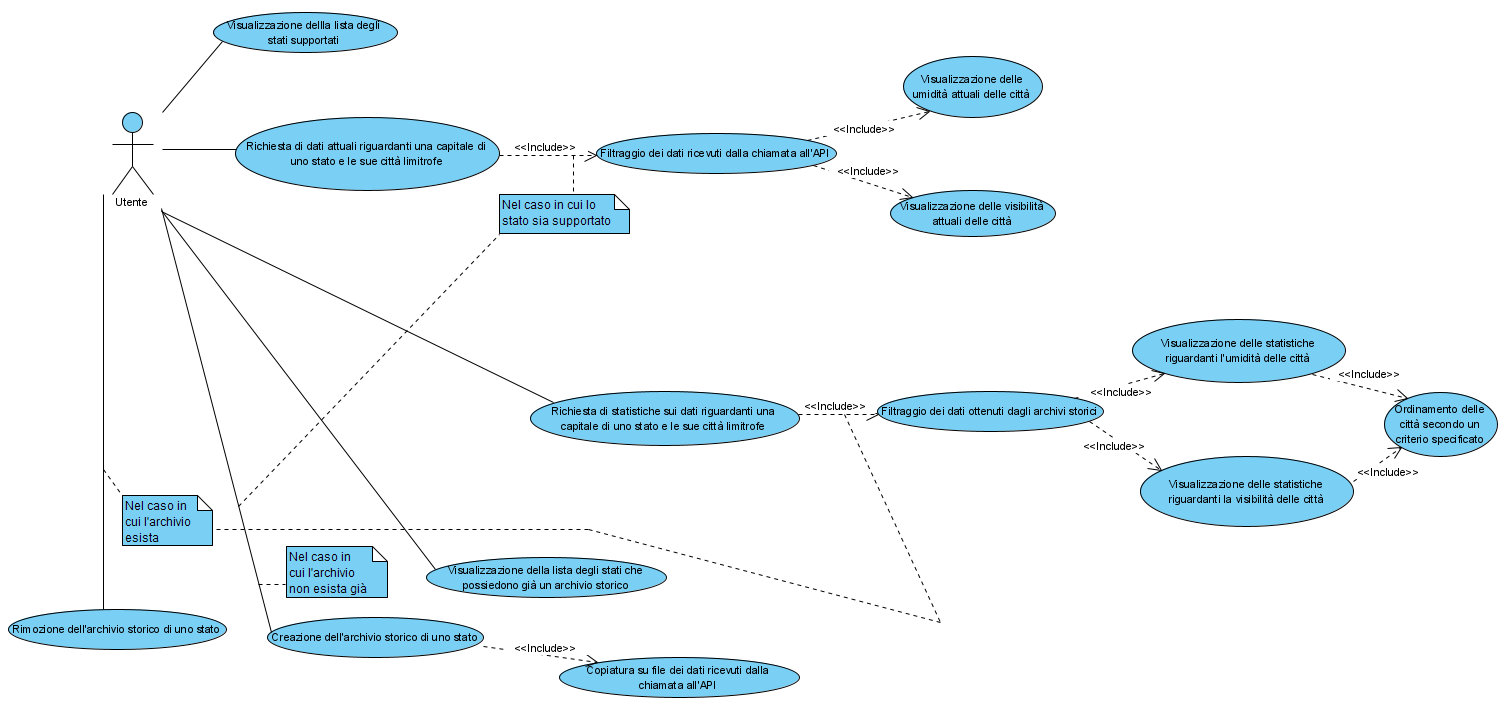 Visualizzazione dellla lista degli
stati supportati
Visualizzazione delle
umidità attuali delle città
<<Include>>
Richiesta di dati attuali riguardanti una capitale di
uno stato e le sue città limitrofe
<<Include>>
Filtraggio dei dati ricevuti dalla chiamata all'API
<<Include>>
Utente
Nel caso in cui lo
stato sia supportato
Visualizzazione delle visibilità
attuali delle città
Visualizzazione delle statistiche
riguardanti l'umidità delle città
<<Include>>
<<Include>>
Richiesta di statistiche sui dati riguardanti una
capitale di uno stato e le sue città limitrofe
<<Include>>
Filtraggio dei dati ottenuti dagli archivi storici
Ordinamento delle
città secondo un
criterio specificato
<<Include>>
<<Include>>
Visualizzazione delle statistiche
riguardanti la visibilità delle città
Nel caso in
cui l'archivio
esista
Nel caso in
cui l'archivio
non esista già
Visualizzazione della lista degli stati che
possiedono già un archivio storico
Rimozione dell'archivio storico di uno stato
Creazione dell'archivio storico di uno stato
<<Include>>
Copiatura su file dei dati ricevuti dalla
chiamata all'API